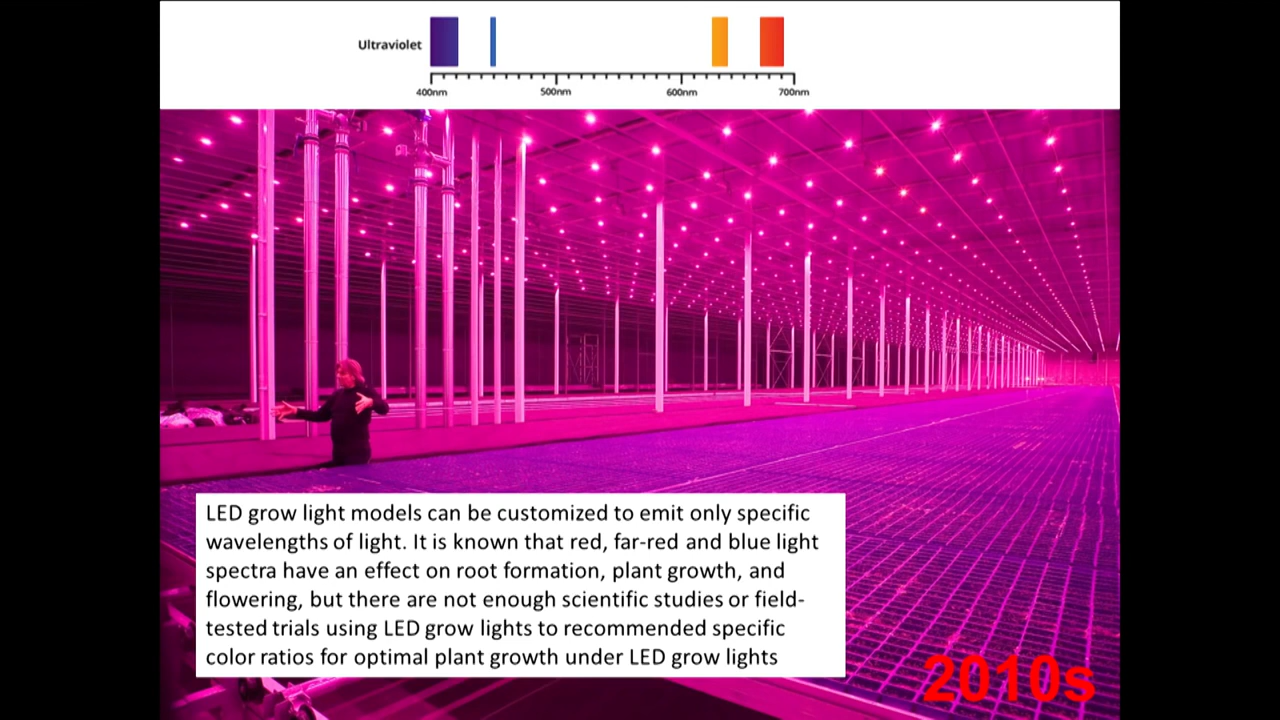 Ultraviolet
400nm 500nm 600nm 700nm
LED grow light models can be customized to emit only specific
wavelengths of light. It is known that red, far-red and blue light
spectra have an effect on root formation, plant growth, and
flowering, but there are not enough scientific studies or field-
tested trials using LED grow lights to recommended specific
color ratios for optimal plant growth under LED grow lights
2010s